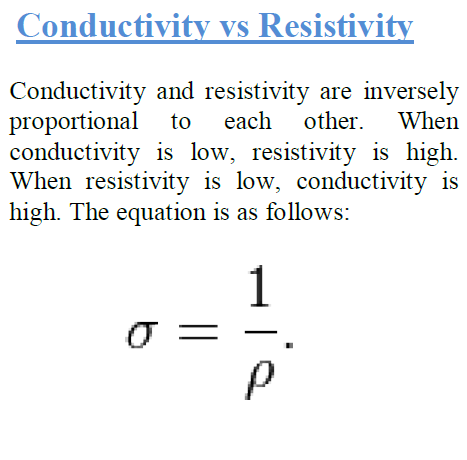 Conductivity vs Resistivity
Conductivity and resistivity are inversely
proportional to each other. When
conductivity is low, resistivity is high.
When resistivity is low, conductivity is
high. The equation is as follows:
σ = 1/ρ.